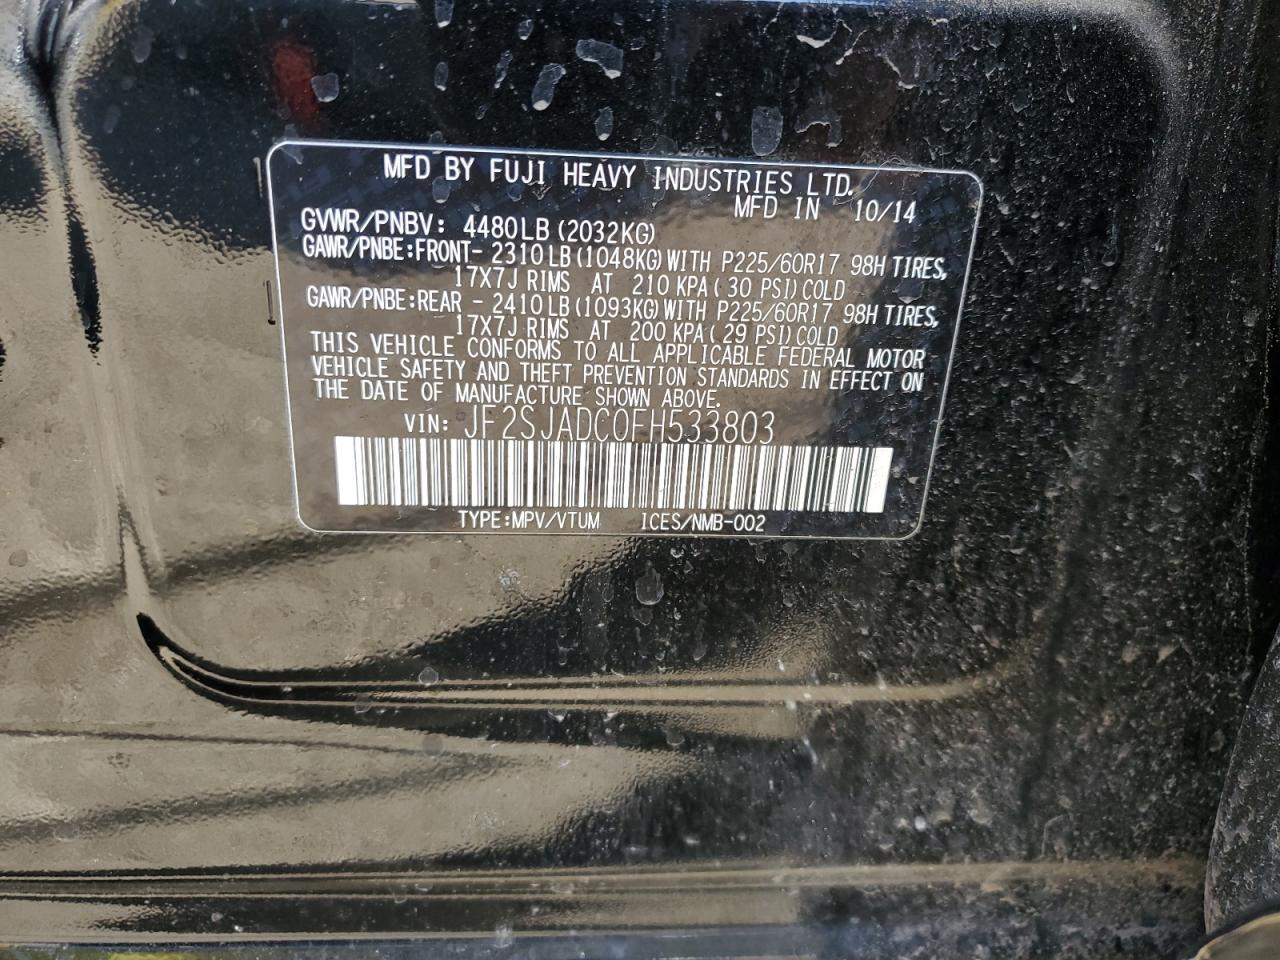 MFD BY FUJI HEAVY INDUSTRIES LTD.
MFD IN 10/14
GVWR/PNBV: 4480LB (2032KG)
GAWR/PNBE:FRONT- 2310LB (1048KG) WITH P225/60R17 98H TIRES,
17X7J RIMS AT 210 KPA( 30 PSI) COLD
GAWR/PNBE:REAR - 2410LB (1093KG) WITH P225/60R17 98H TIRES,
17X7J RIMS AT 200 KPA( 29 PSI) COLD
THIS VEHICLE CONFORMS TO ALL APPLICABLE FEDERAL MOTOR
VEHICLE SAFETY AND THEFT PREVENTION STANDARDS IN EFFECT ON
THE DATE OF MANUFACTURE SHOWN ABOVE.
VIN: JF2SJADC0FH533803
TYPE:MPV/VTUM ICES/NMB-002